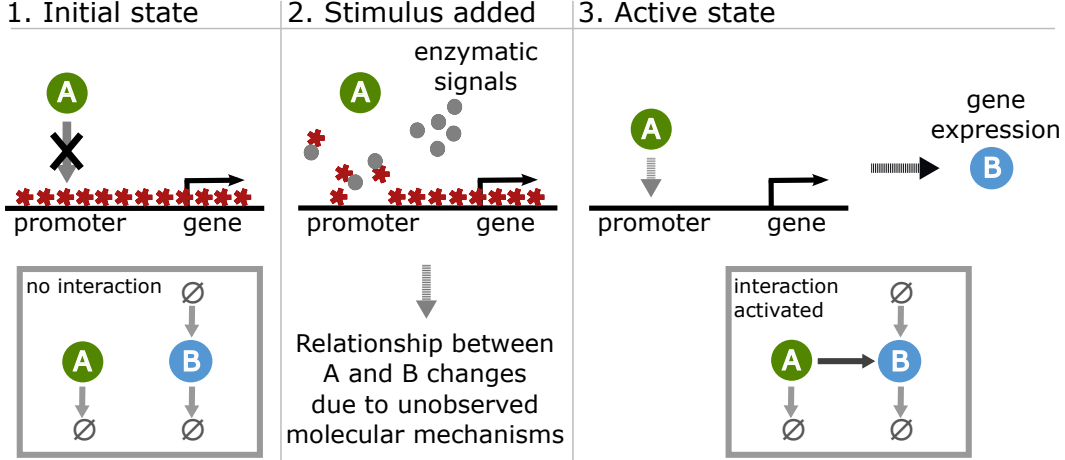 1. Initial state
A
promoter
gene
no interaction
∅
A
B
∅
∅
2. Stimulus added
enzymatic
signals
A
promoter
gene
Relationship between
A and B changes
due to unobserved
molecular mechanisms
3. Active state
A
promoter
gene
gene
expression
B
interaction
activated
∅
A
B
∅
∅